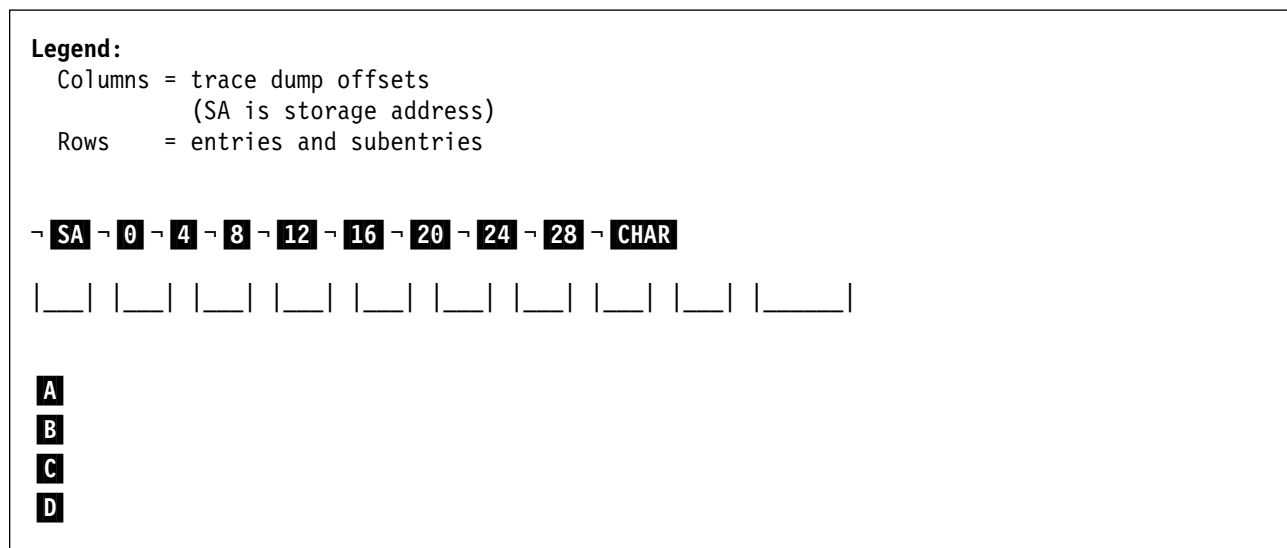 Legend:
Columns = trace dump offsets
(SA is storage address)
Rows = entries and subentries
¬ SA ¬ 0 ¬ 4 ¬ 8 ¬ 12 ¬ 16 ¬ 20 ¬ 24 ¬ 28 ¬ CHAR
|___| |___| |___| |___| |___| |___| |___| |___| |___| |______|
A
B
C
D